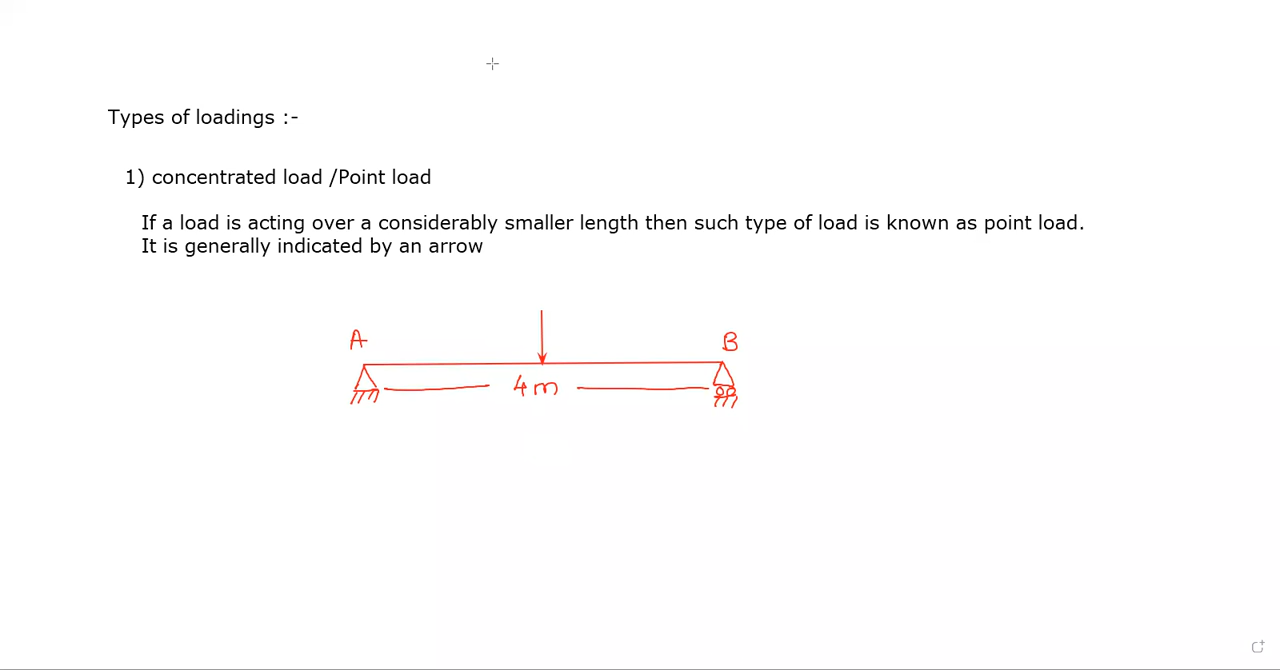 Types of loadings :-
1) concentrated load /Point load
If a load is acting over a considerably smaller length then such type of load is known as point load.
It is generally indicated by an arrow
A
B
4m